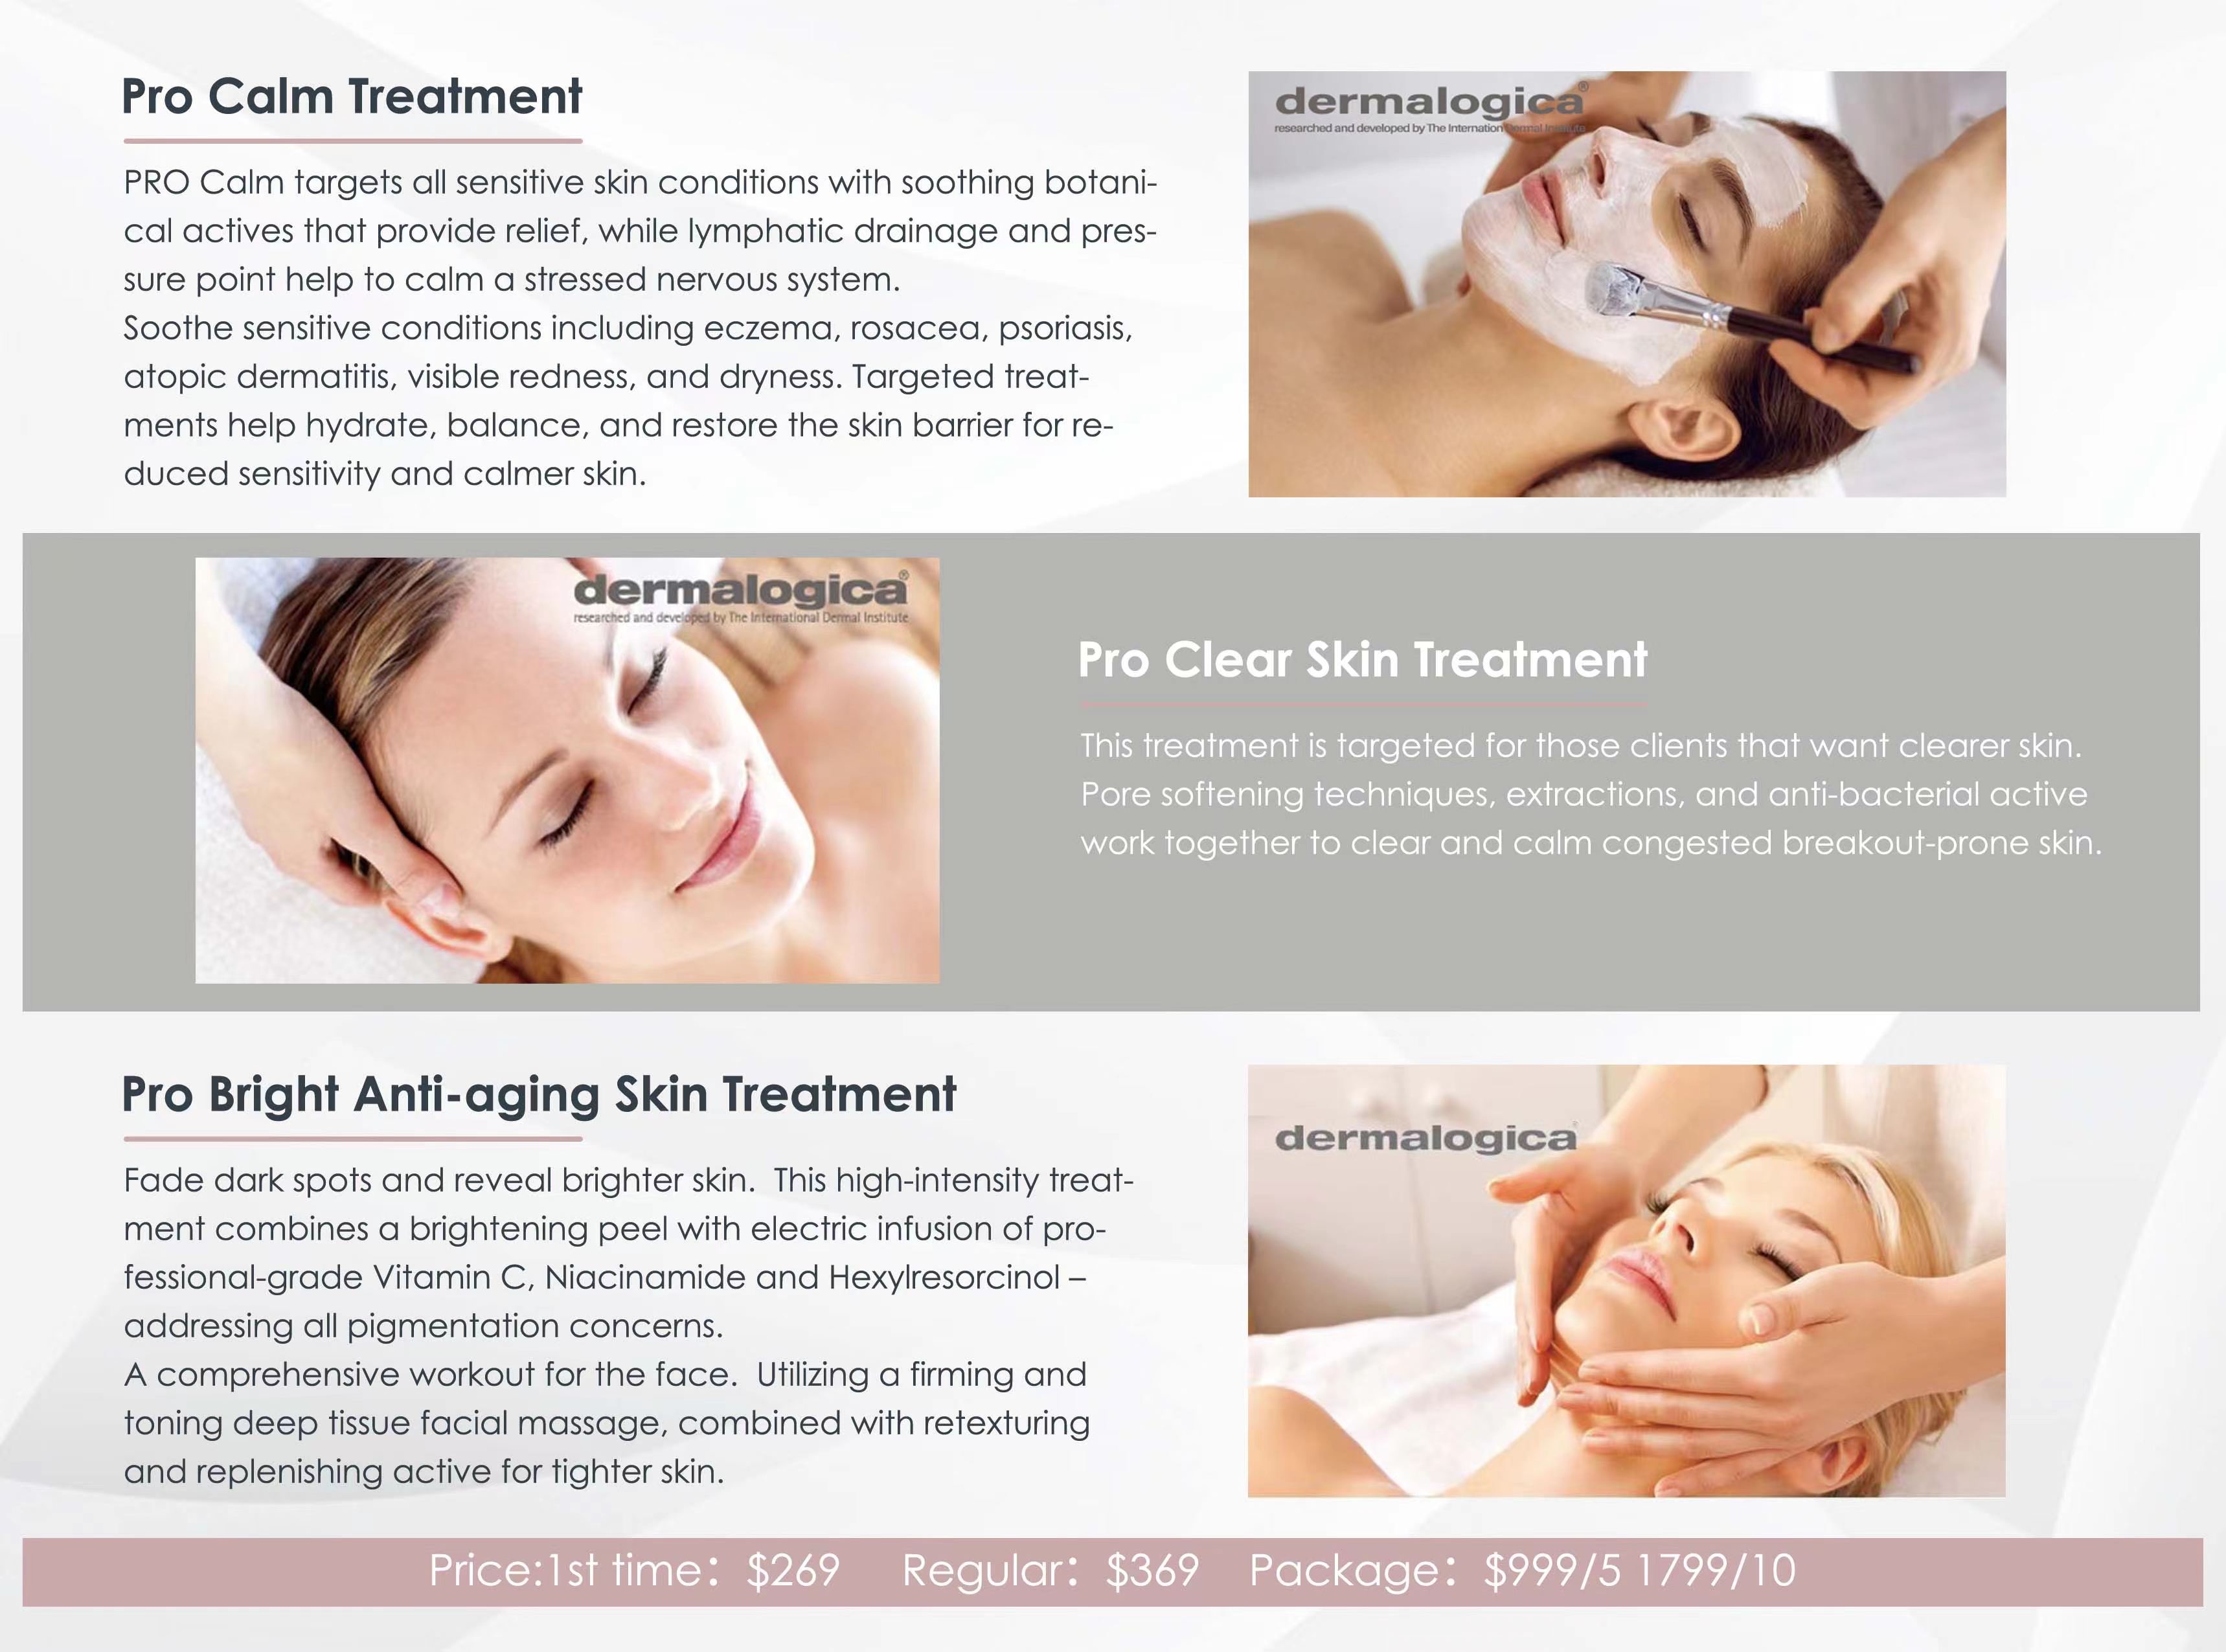 Pro Calm Treatment
PRO Calm targets all sensitive skin conditions with soothing botani-
cal actives that provide relief, while lymphatic drainage and pres-
sure point help to calm a stressed nervous system.
Soothe sensitive conditions including eczema, rosacea, psoriasis,
atopic dermatitis, visible redness, and dryness. Targeted treat-
ments help hydrate, balance, and restore the skin barrier for re-
duced sensitivity and calmer skin.
dermalogica®
researched and developed by The International Dermal Institute
dermalogica®
researched and developed by The International Dermal Institute
Pro Clear Skin Treatment
This treatment is targeted for those clients that want clearer skin.
Pore softening techniques, extractions, and anti-bacterial active
work together to clear and calm congested breakout-prone skin.
Pro Bright Anti-aging Skin Treatment
Fade dark spots and reveal brighter skin.  This high-intensity treat-
ment combines a brightening peel with electric infusion of pro-
fessional-grade Vitamin C, Niacinamide and Hexylresorcinol –
addressing all pigmentation concerns.
A comprehensive workout for the face.  Utilizing a firming and
toning deep tissue facial massage, combined with retexturing
and replenishing active for tighter skin.
dermalogica
Price:1st time：$269 Regular：$369 Package：$999/5 1799/10